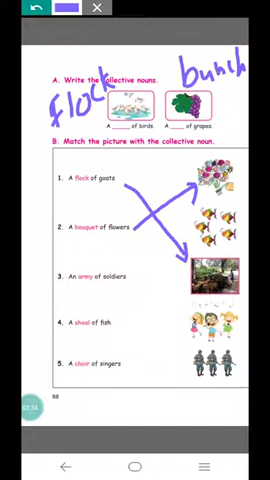 A. Write the collective nouns.
flock
bunch
A ____ of birds.
A ____ of grapes.
B. Match the picture with the collective noun.
1. A flock of goats
2. A bouquet of flowers
3. An army of soldiers
4. A shoal of fish
5. A choir of singers
88